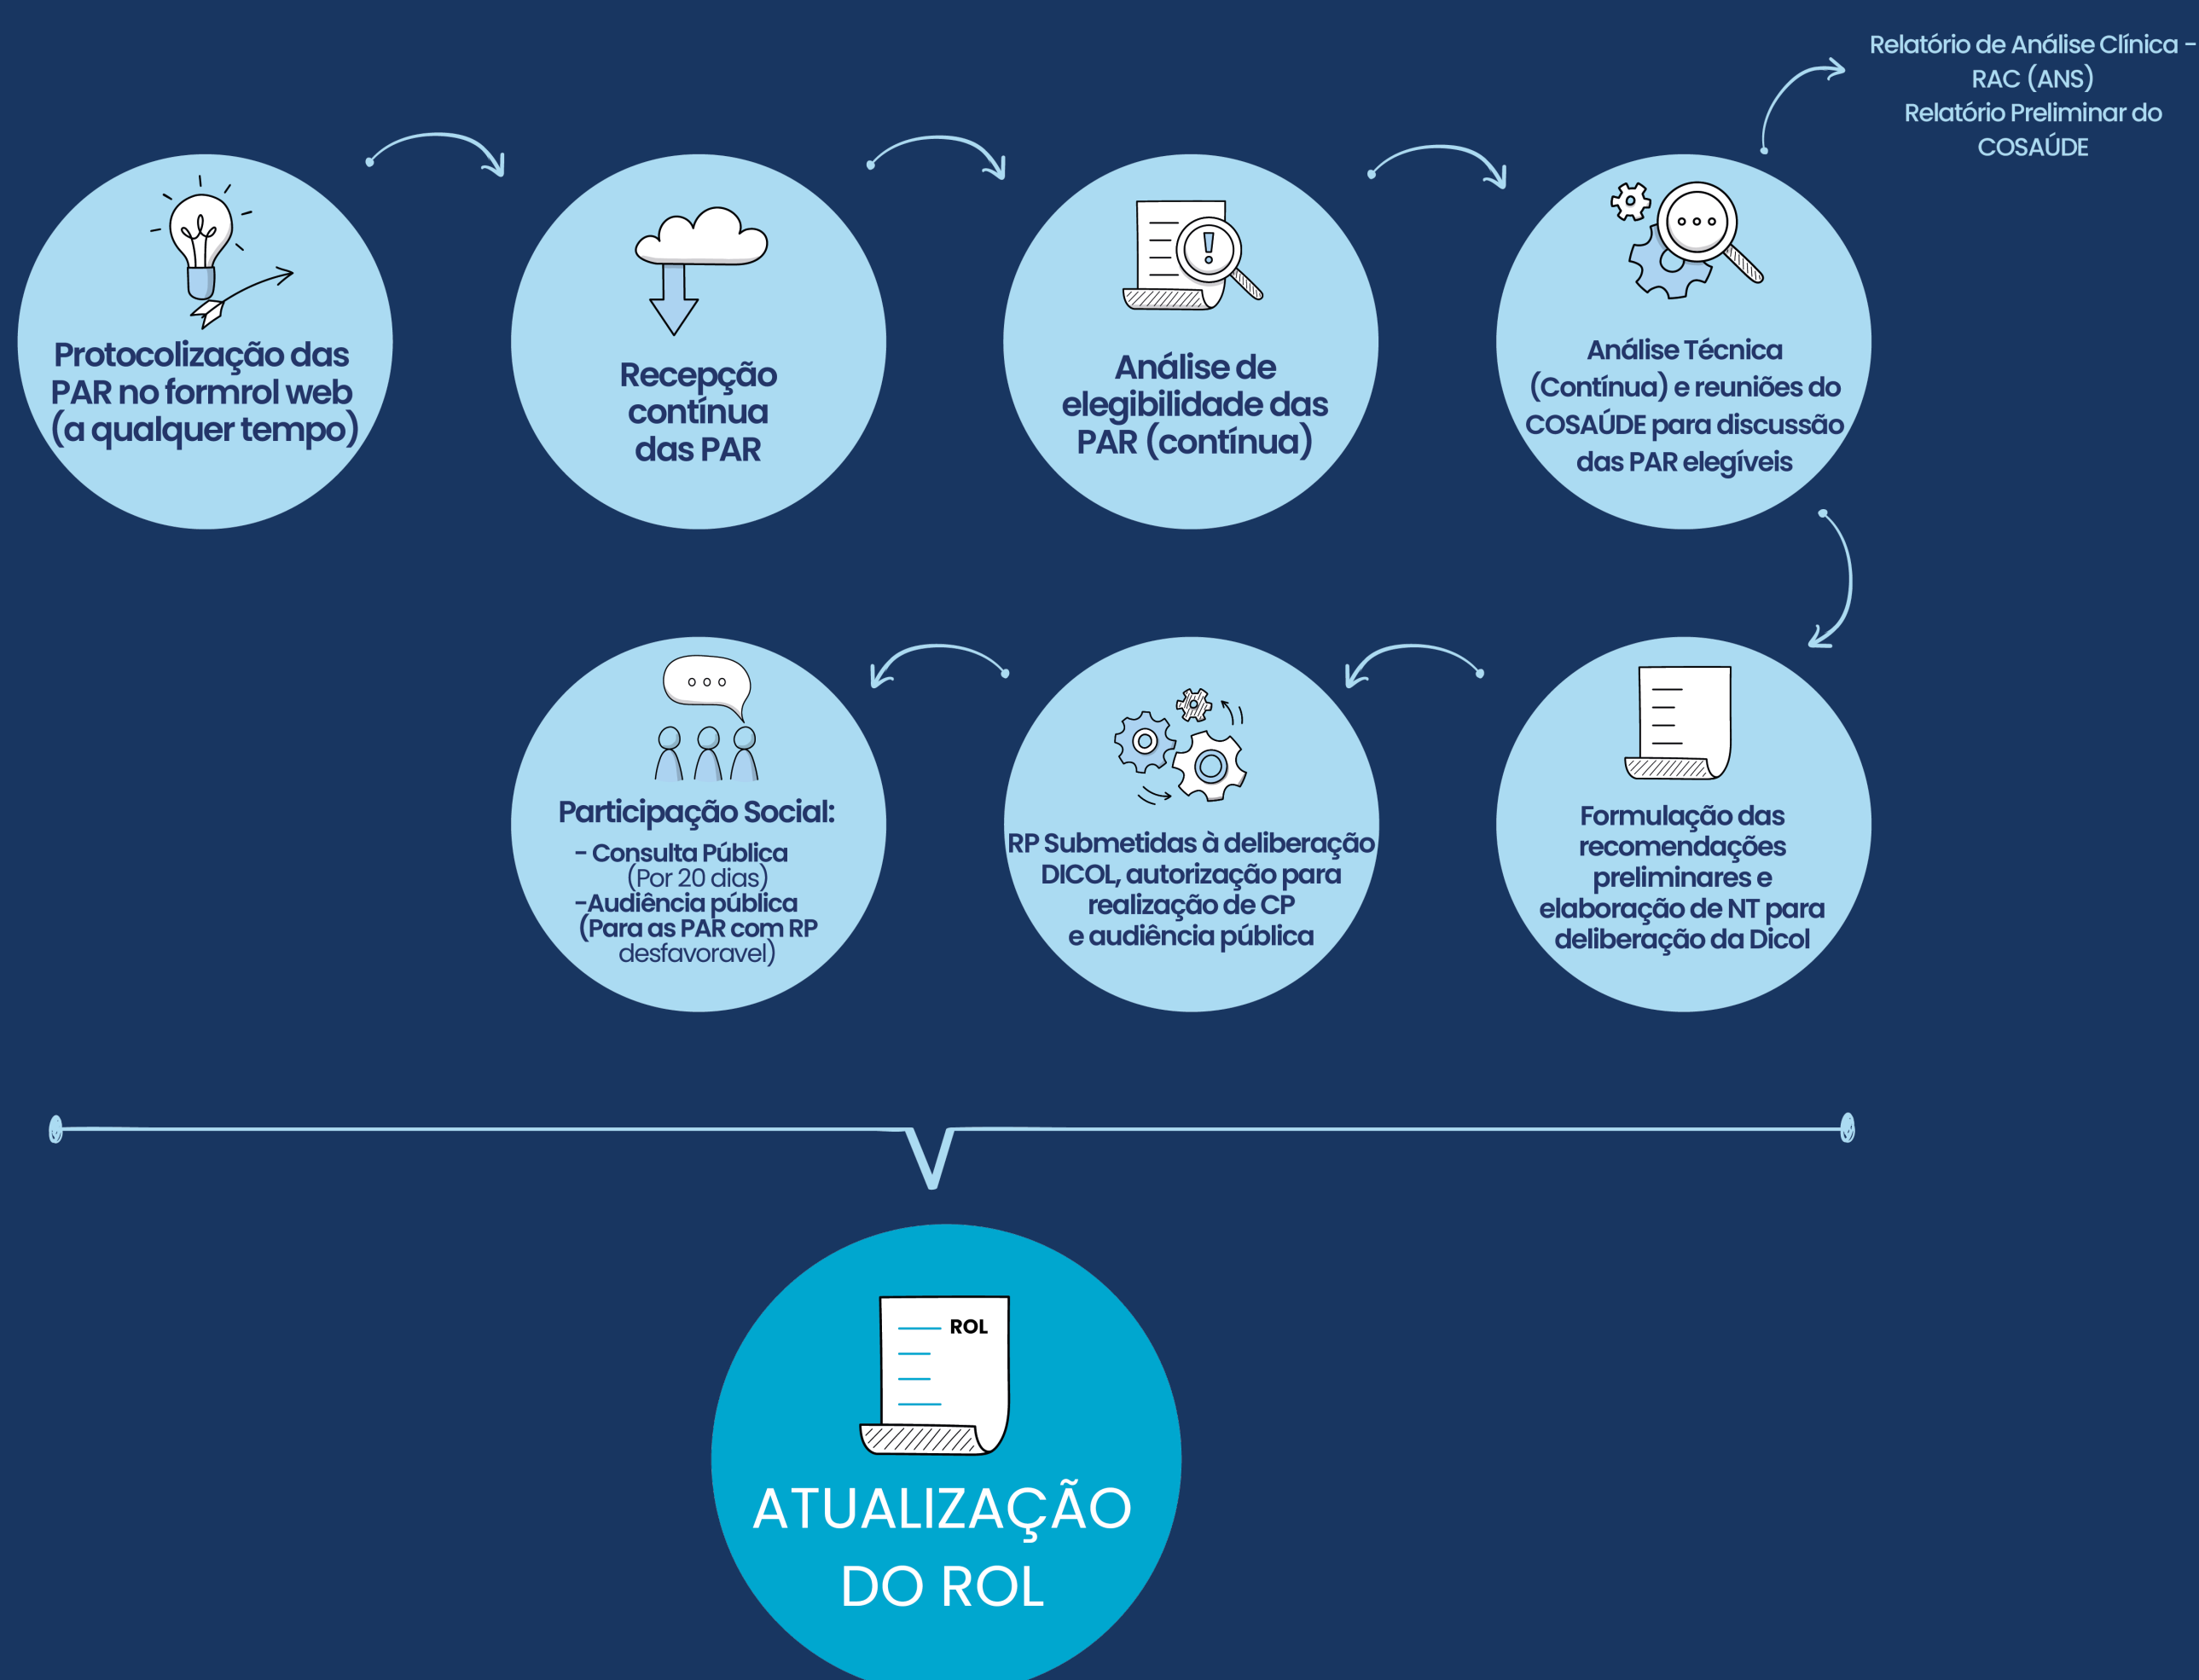 Relatório de Análise Clínica -
RAC (ANS)
Relatório Preliminar do
COSAÚDE
Protocolização das
PAR no formrol web
(a qualquer tempo)
Recepção
contínua
das PAR
Análise de
elegibilidade das
PAR (contínua)
Análise Técnica
(Contínua) e reuniões do
COSAÚDE para discussão
das PAR elegíveis
Formulação das
recomendações
preliminares e
elaboração de NT para
deliberação da Dicol
RP Submetidas à deliberação
DICOL, autorização para
realização de CP
e audiência pública
Participação Social:
- Consulta Pública
(Por 20 dias)
-Audiência pública
(Para as PAR com RP
desfavoravel)
ROL
ATUALIZAÇÃO
DO ROL